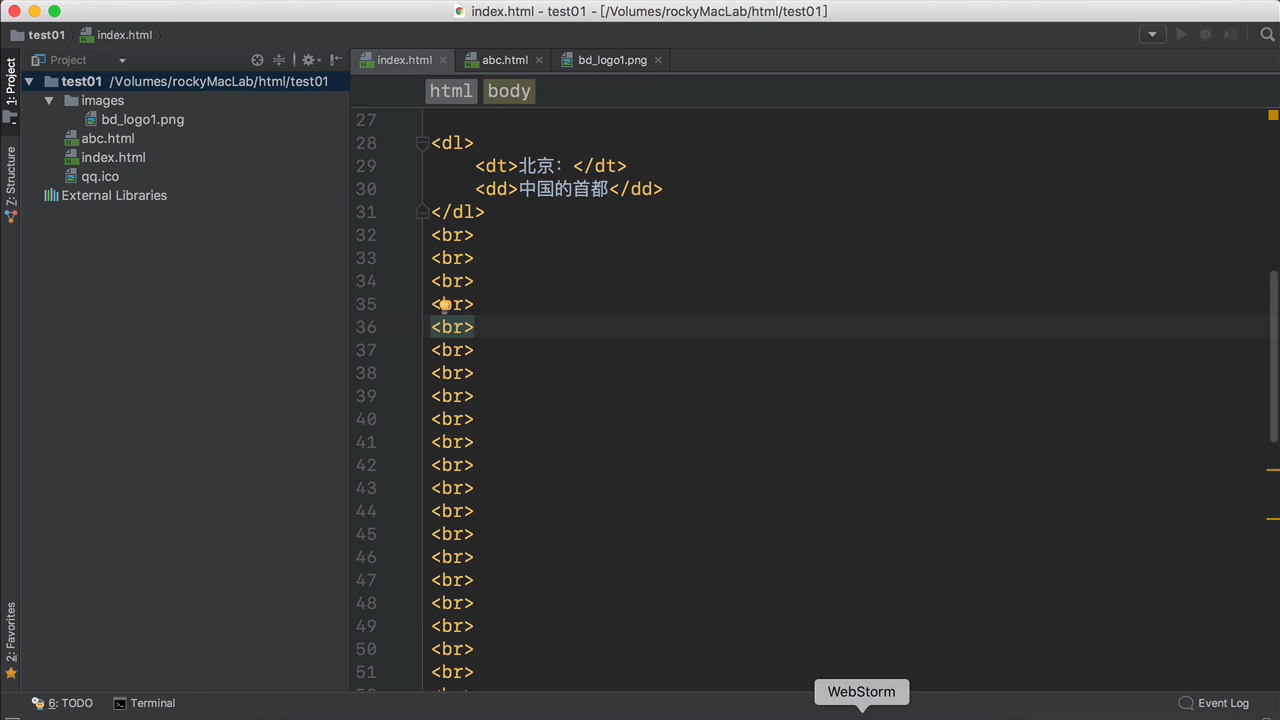 index.html - test01 - [/Volumes/rockyMacLab/html/test01]
test01
index.html
1: Project
Z: Structure
2: Favorites
Project
test01 /Volumes/rockyMacLab/html/test01
images
bd_logo1.png
abc.html
index.html
qq.ico
External Libraries
index.html
abc.html
bd_logo1.png
html body
27
28 <dl>
29 <dt>北京：</dt>
30 <dd>中国的首都</dd>
31 </dl>
32 <br>
33 <br>
34 <br>
35 <br>
36 <br>
37 <br>
38 <br>
39 <br>
40 <br>
41 <br>
42 <br>
43 <br>
44 <br>
45 <br>
46 <br>
47 <br>
48 <br>
49 <br>
50 <br>
51 <br>
WebStorm
6: TODO
Terminal
Event Log